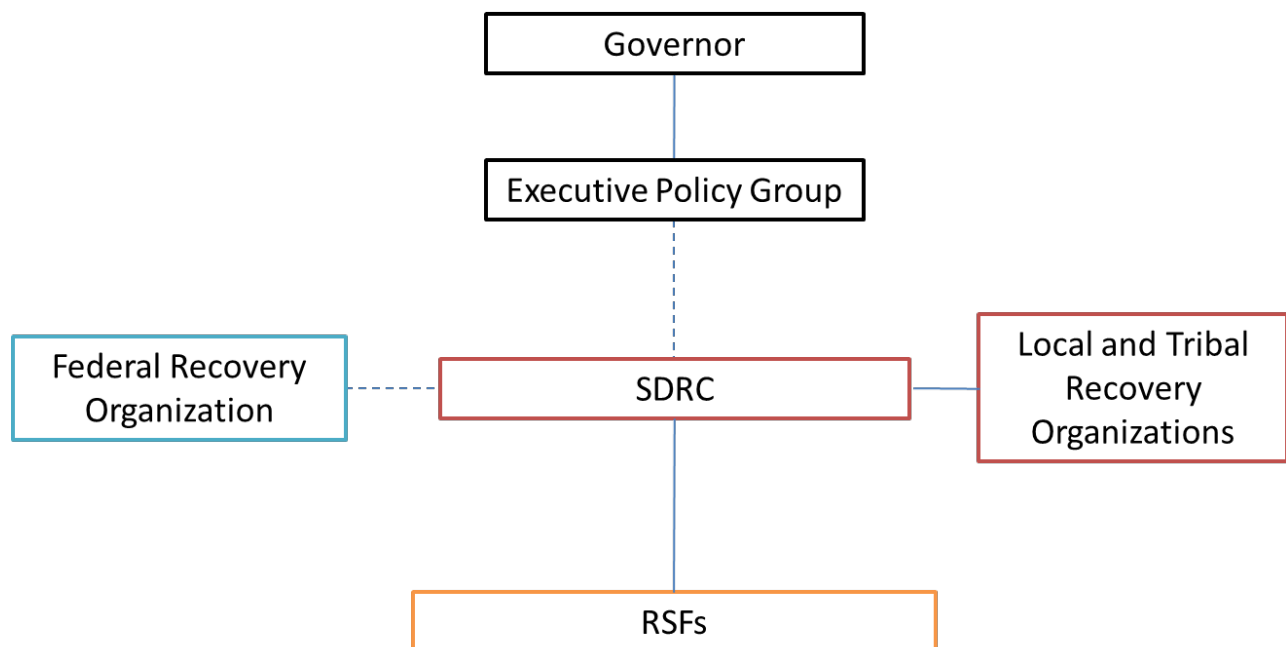 Governor
Executive Policy Group
Federal Recovery
Organization
SDRC
Local and Tribal
Recovery
Organizations
RSFs